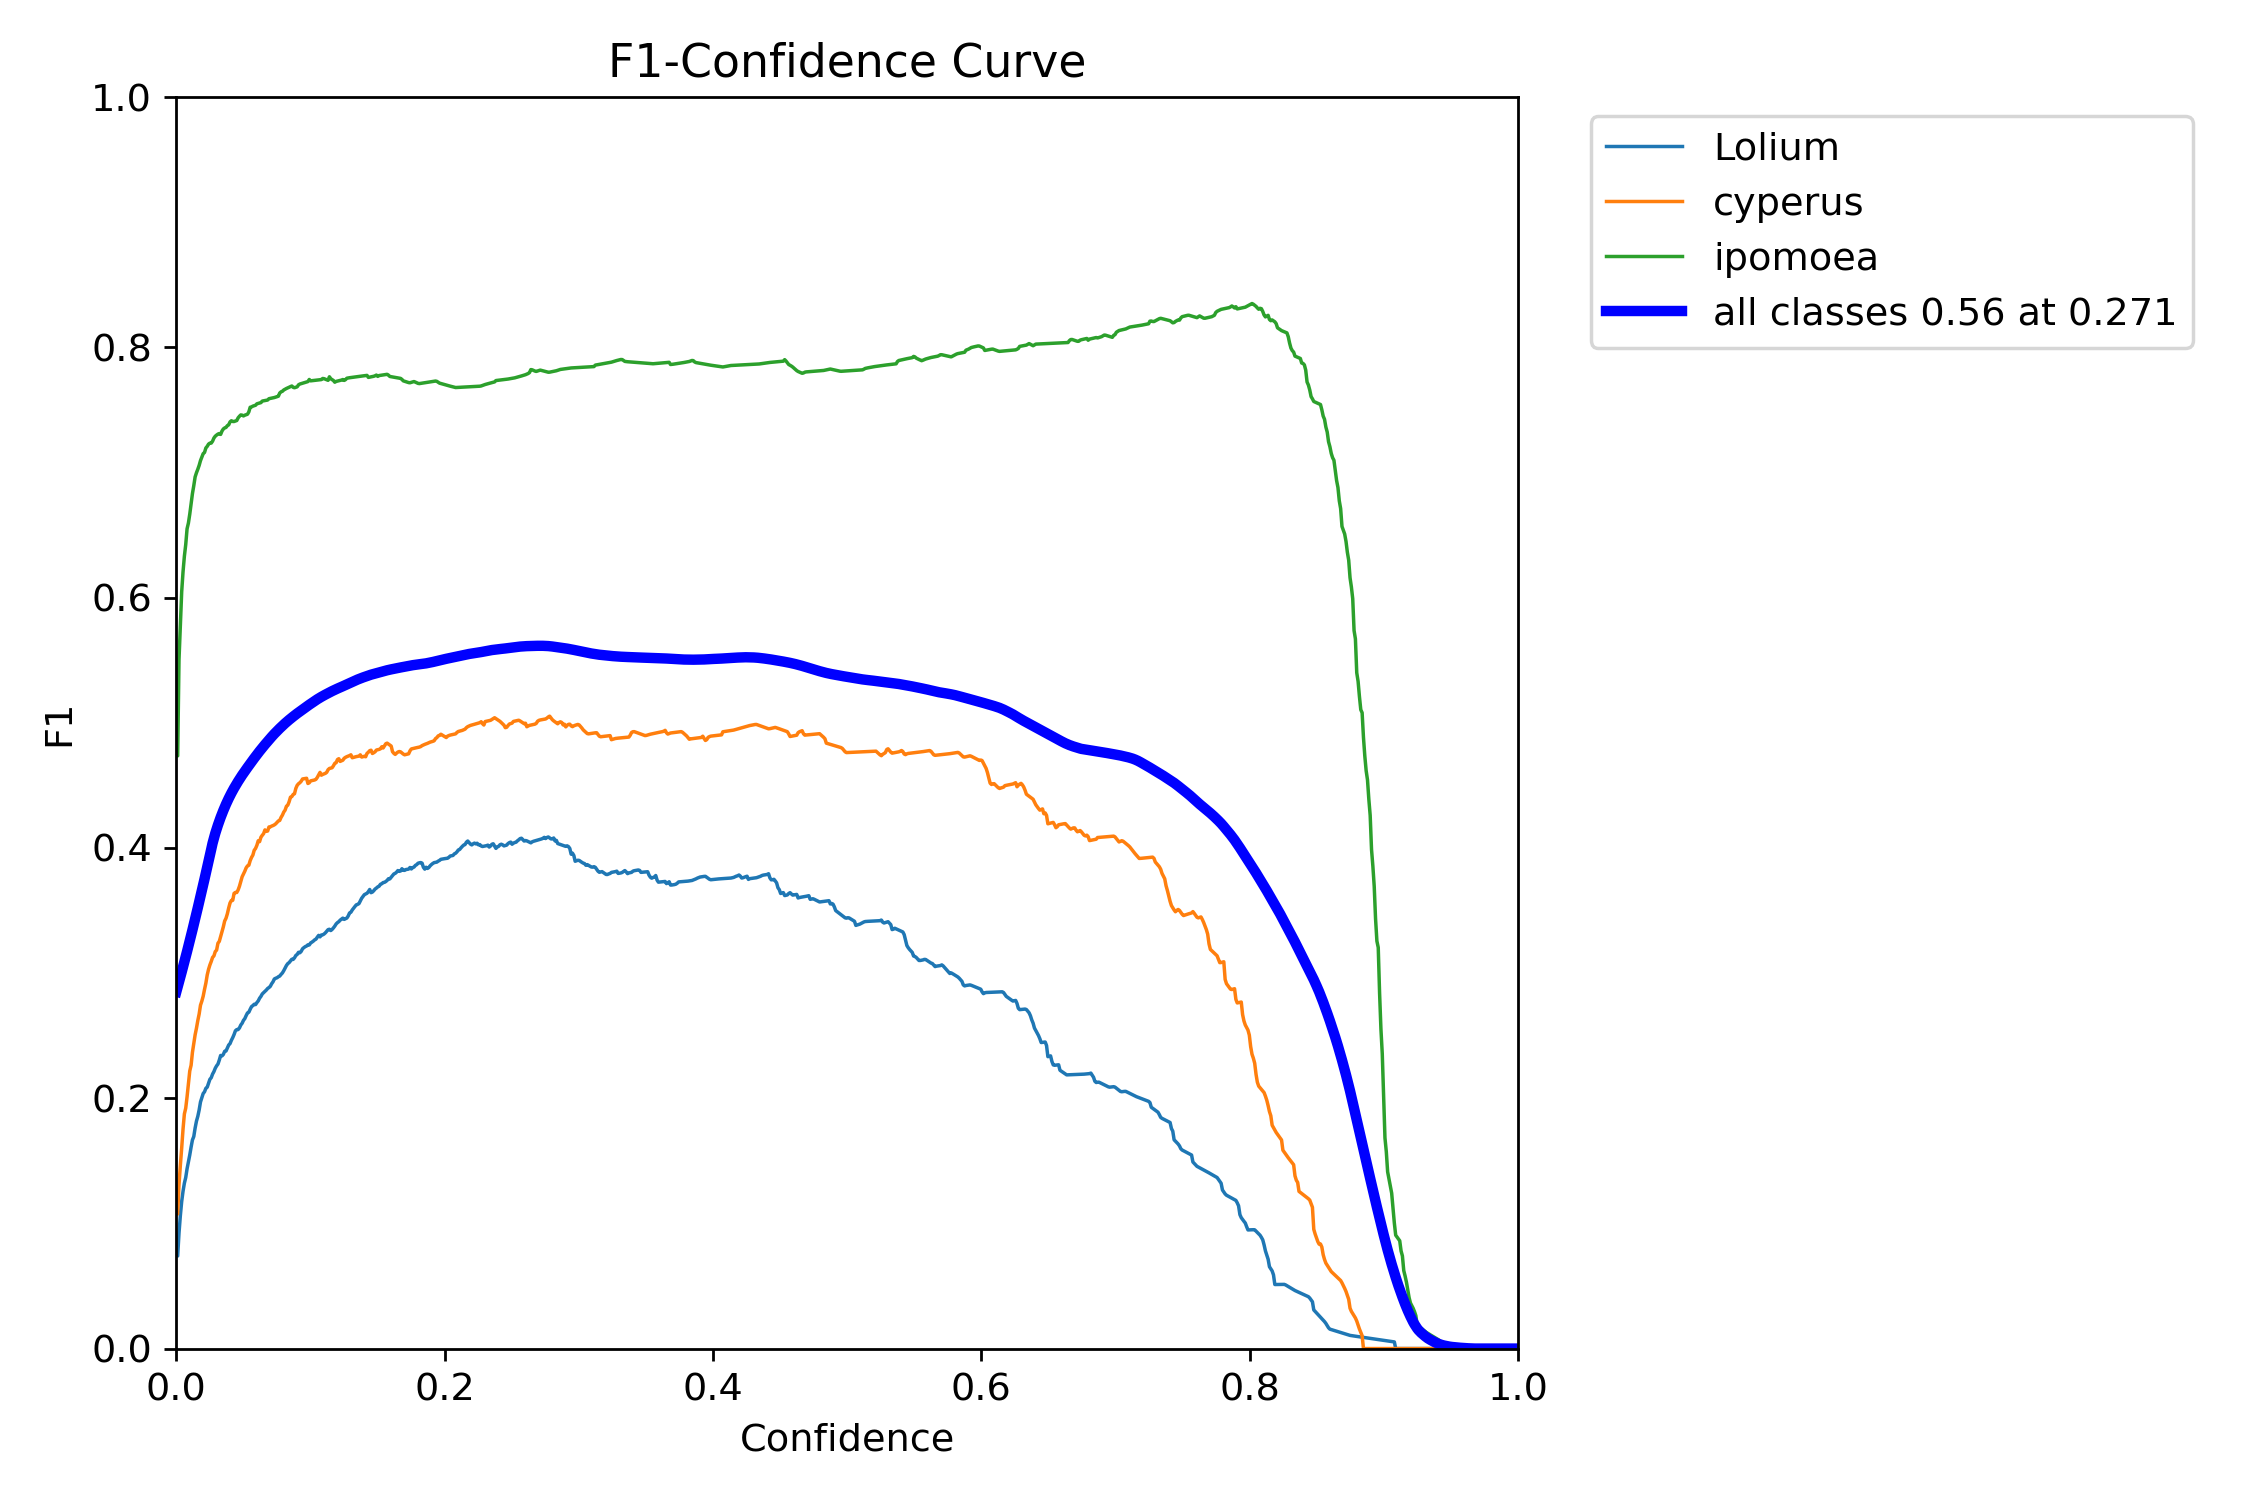 F1-Confidence Curve
1.0
0.8
0.6
0.4
0.2
0.0
F1
0.0 0.2 0.4 0.6 0.8 1.0
Confidence
Lolium
cyperus
ipomoea
all classes 0.56 at 0.271